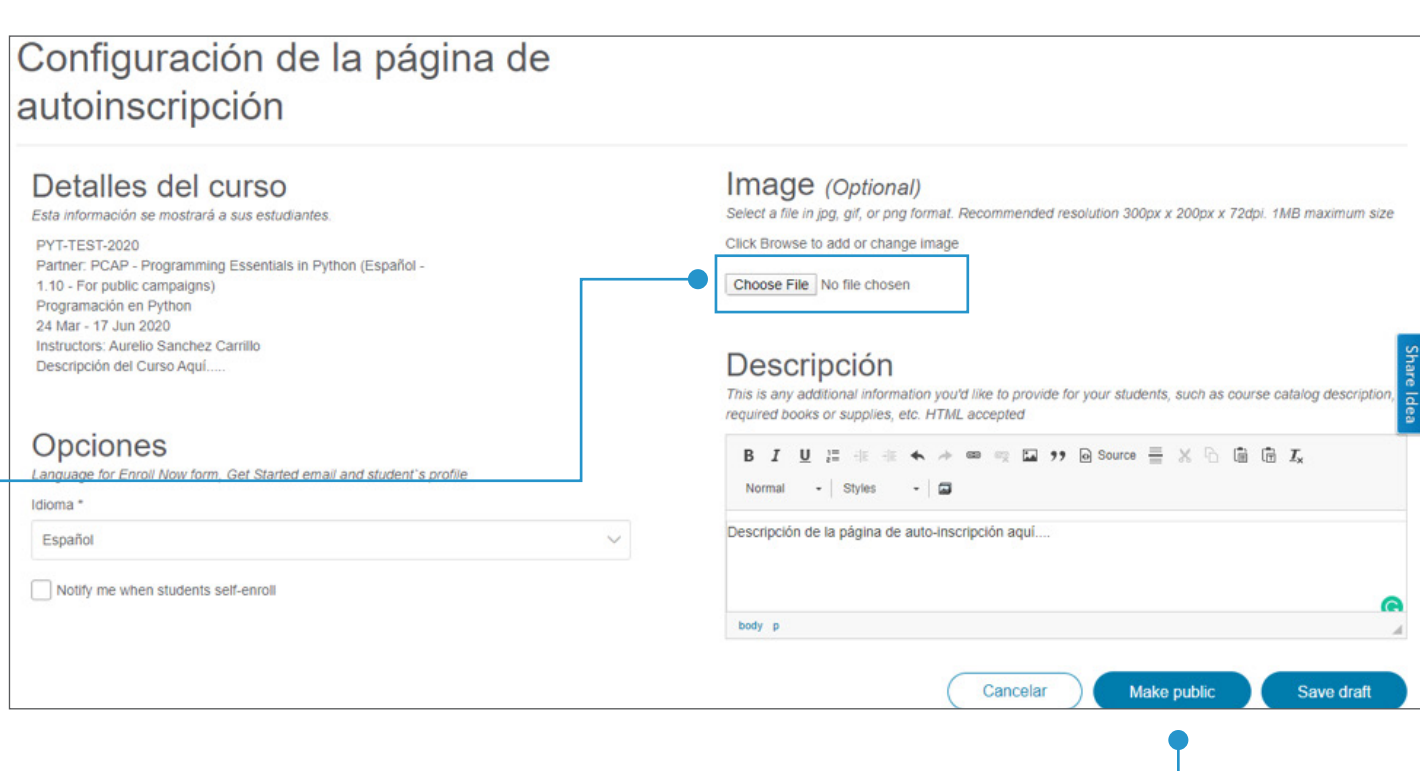 Configuración de la página de
autoinscripción
Detalles del curso
Esta información se mostrará a sus estudiantes.
PYT-TEST-2020
Partner: PCAP - Programming Essentials in Python (Español -
1.10 - For public campaigns)
Programación en Python
24 Mar - 17 Jun 2020
Instructors: Aurelio Sanchez Carrillo
Descripción del Curso Aquí.....
Opciones
Language for Enroll Now form, Get Started email and student`s profile
Idioma *
Español
Notify me when students self-enroll
Image (Optional)
Select a file in jpg, gif, or png format. Recommended resolution 300px x 200px x 72dpi. 1MB maximum size
Click Browse to add or change image
Choose File No file chosen
Descripción
This is any additional information you'd like to provide for your students, such as course catalog description,
required books or supplies, etc. HTML accepted
B I U Source Tx
Normal Styles
Descripción de la página de auto-inscripción aquí....
body p
Cancelar Make public Save draft
Share Idea